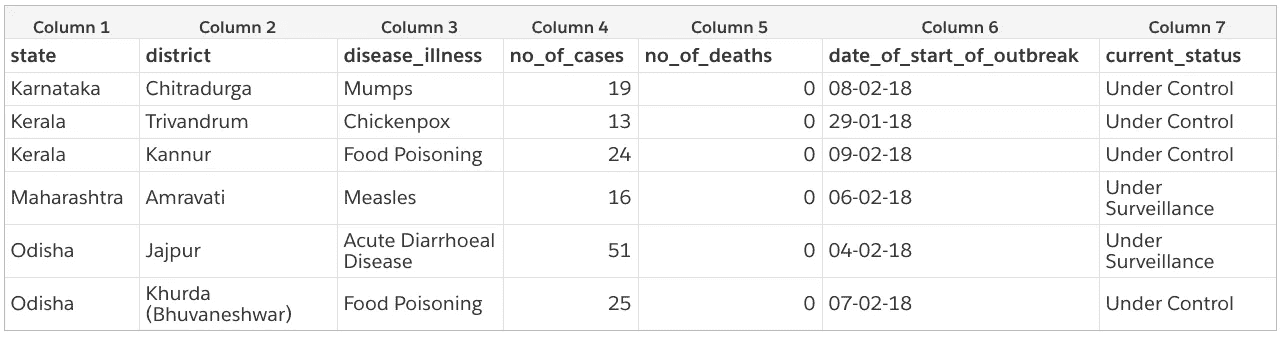 Column 1 Column 2 Column 3 Column 4 Column 5 Column 6 Column 7
state district disease_illness no_of_cases no_of_deaths date_of_start_of_outbreak current_status
Karnataka Chitradurga Mumps 19 0 08-02-18 Under Control
Kerala Trivandrum Chickenpox 13 0 29-01-18 Under Control
Kerala Kannur Food Poisoning 24 0 09-02-18 Under Control
Maharashtra Amravati Measles 16 0 06-02-18 Under
Surveillance
Odisha Jajpur Acute Diarrhoeal
Disease 51 0 04-02-18 Under
Surveillance
Odisha Khurda
(Bhuvaneshwar) Food Poisoning 25 0 07-02-18 Under Control